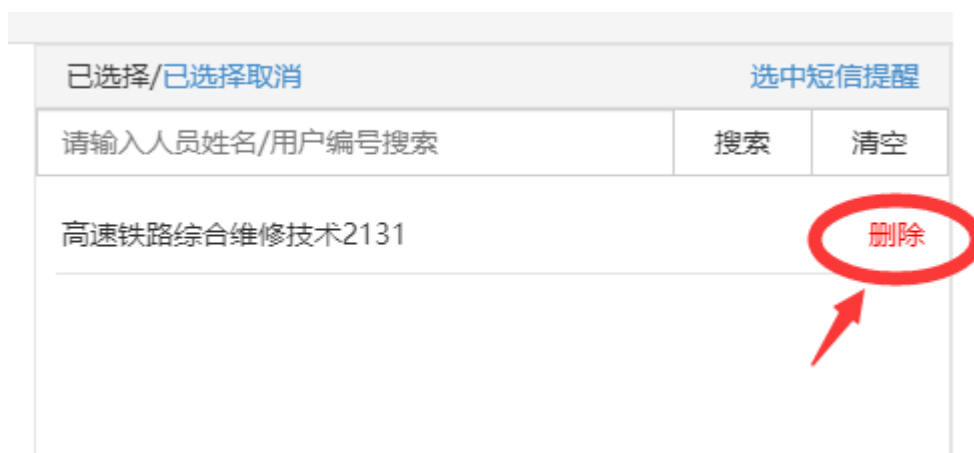 已选择/已选择取消 选中短信提醒
请输入人员姓名/用户编号搜索 搜索 清空
高速铁路综合维修技术2131 删除